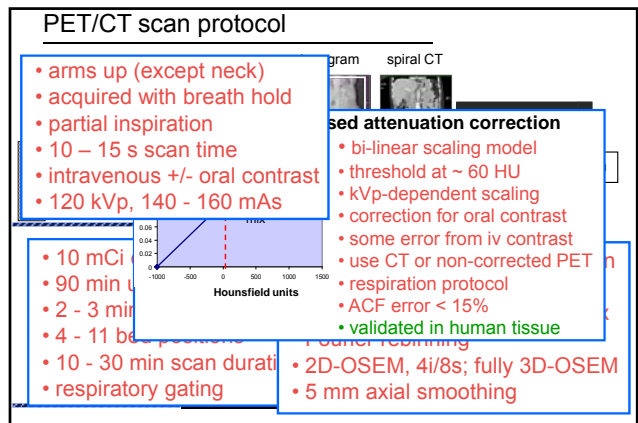 PET/CT scan protocol
spiral CT
• arms up (except neck)
• acquired with breath hold
• partial inspiration
• 10 – 15 s scan time
• intravenous +/- oral contrast
• 120 kVp, 140 - 160 mAs
attenuation correction
• bi-linear scaling model
• threshold at ~ 60 HU
• kVp-dependent scaling
• correction for oral contrast
• some error from iv contrast
• use CT or non-corrected PET
• respiration protocol
• ACF error < 15%
• validated in human tissue
0.06
0.04
0.02
0
-1000 -500 0 500 1000 1500
Hounsfield units
• 10 mCi
• 90 min
• 2 - 3 min
• 4 - 11 bed positions
• 10 - 30 min scan
• respiratory gating
Fourier rebinning
• 2D-OSEM, 4i/8s; fully 3D-OSEM
• 5 mm axial smoothing